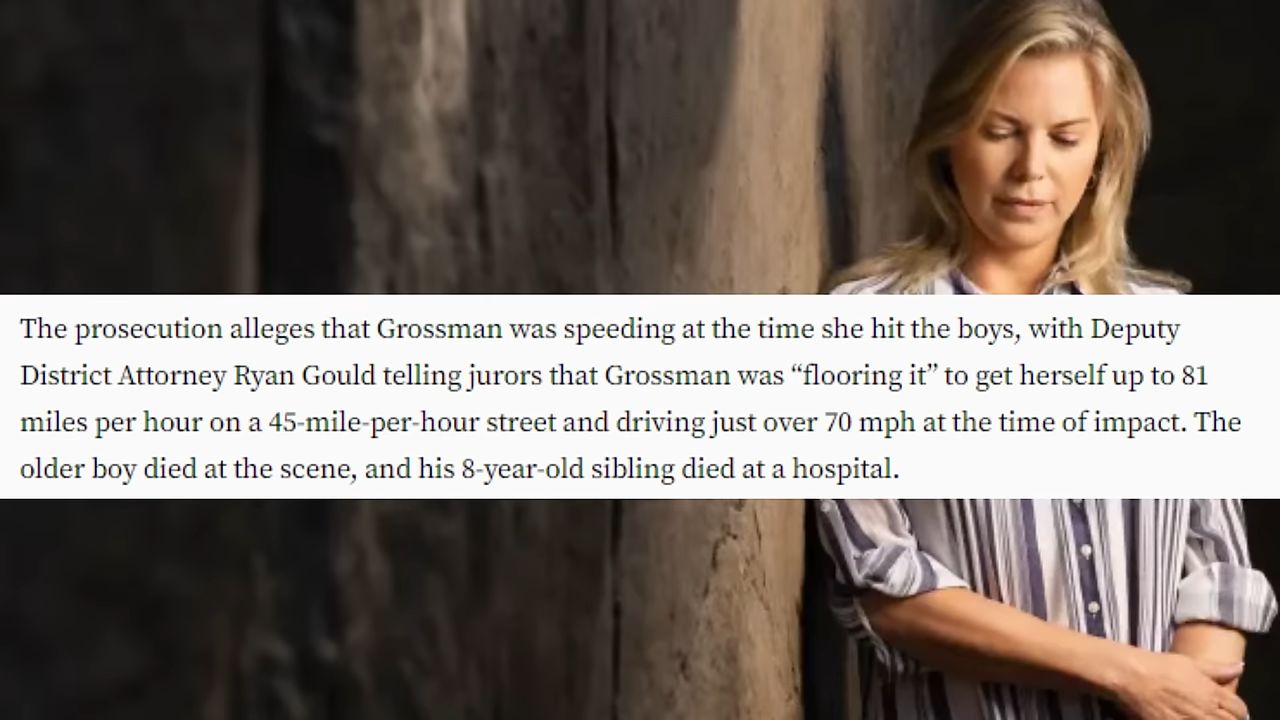 The prosecution alleges that Grossman was speeding at the time she hit the boys, with Deputy
District Attorney Ryan Gould telling jurors that Grossman was “flooring it” to get herself up to 81
miles per hour on a 45-mile-per-hour street and driving just over 70 mph at the time of impact. The
older boy died at the scene, and his 8-year-old sibling died at a hospital.